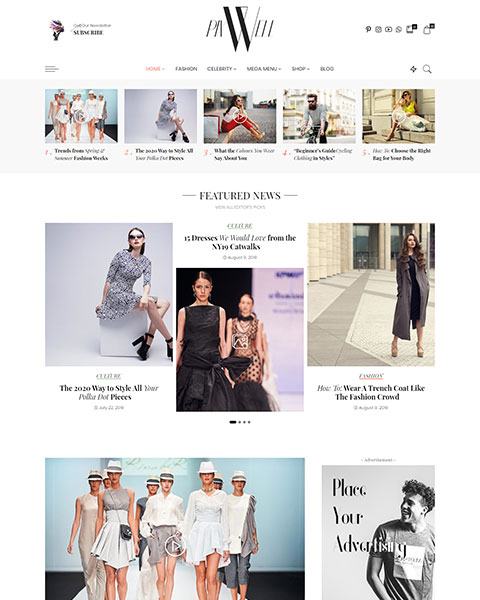 Get Our Newsletter
SUBSCRIBE
PAWELL
HOME
FASHION
CELEBRITY
MEGA MENU
SHOP
BLOG
1. Trends from Spring &
Summer Fashion Weeks
2. The 2020 Way to Style All
Your Polka Dot Pieces
3. What the Colours You Wear
Say About You
4. "Beginner's Guide Cycling
Clothing in Styles"
5. How To: Choose the Right
Bag for Your Body
FEATURED NEWS
VIEW ALL EDITOR'S PICKS
CULTURE
The 2020 Way to Style All Your
Polka Dot Pieces
July 22, 2019
CULTURE
15 Dresses We Would Love from the
NY19 Catwalks
August 9, 2019
FASHION
How To: Wear A Trench Coat Like
The Fashion Crowd
August 9, 2019
- Advertisement -
Place
Your
Advertising